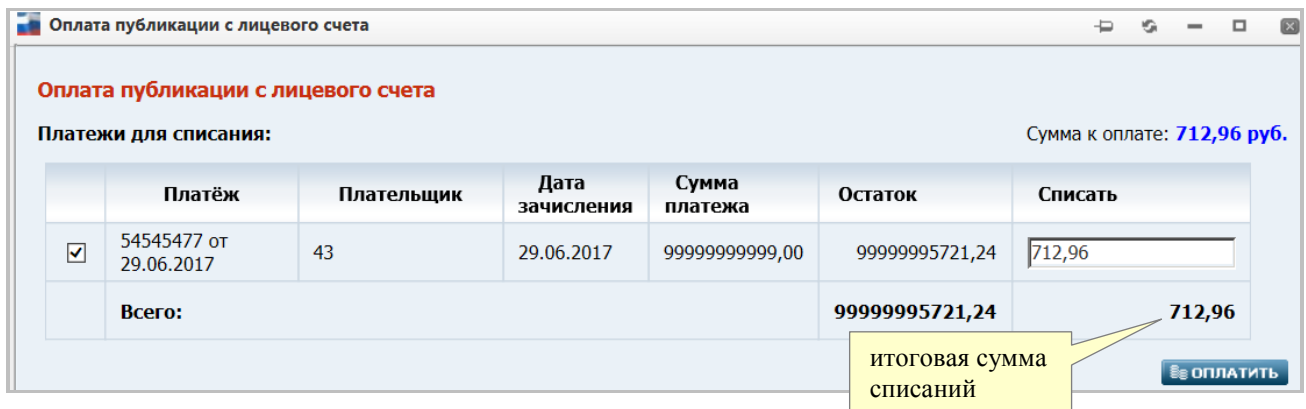 Оплата публикации с лицевого счета
Оплата публикации с лицевого счета
Платежи для списания:
Сумма к оплате: 712,96 руб.
Платёж
Плательщик
Дата
зачисления
Сумма
платежа
Остаток
Списать
54545477 от
29.06.2017
43
29.06.2017
99999999999,00
99999995721,24
712,96
Всего:
99999995721,24
712,96
итоговая сумма
списаний
ОПЛАТИТЬ